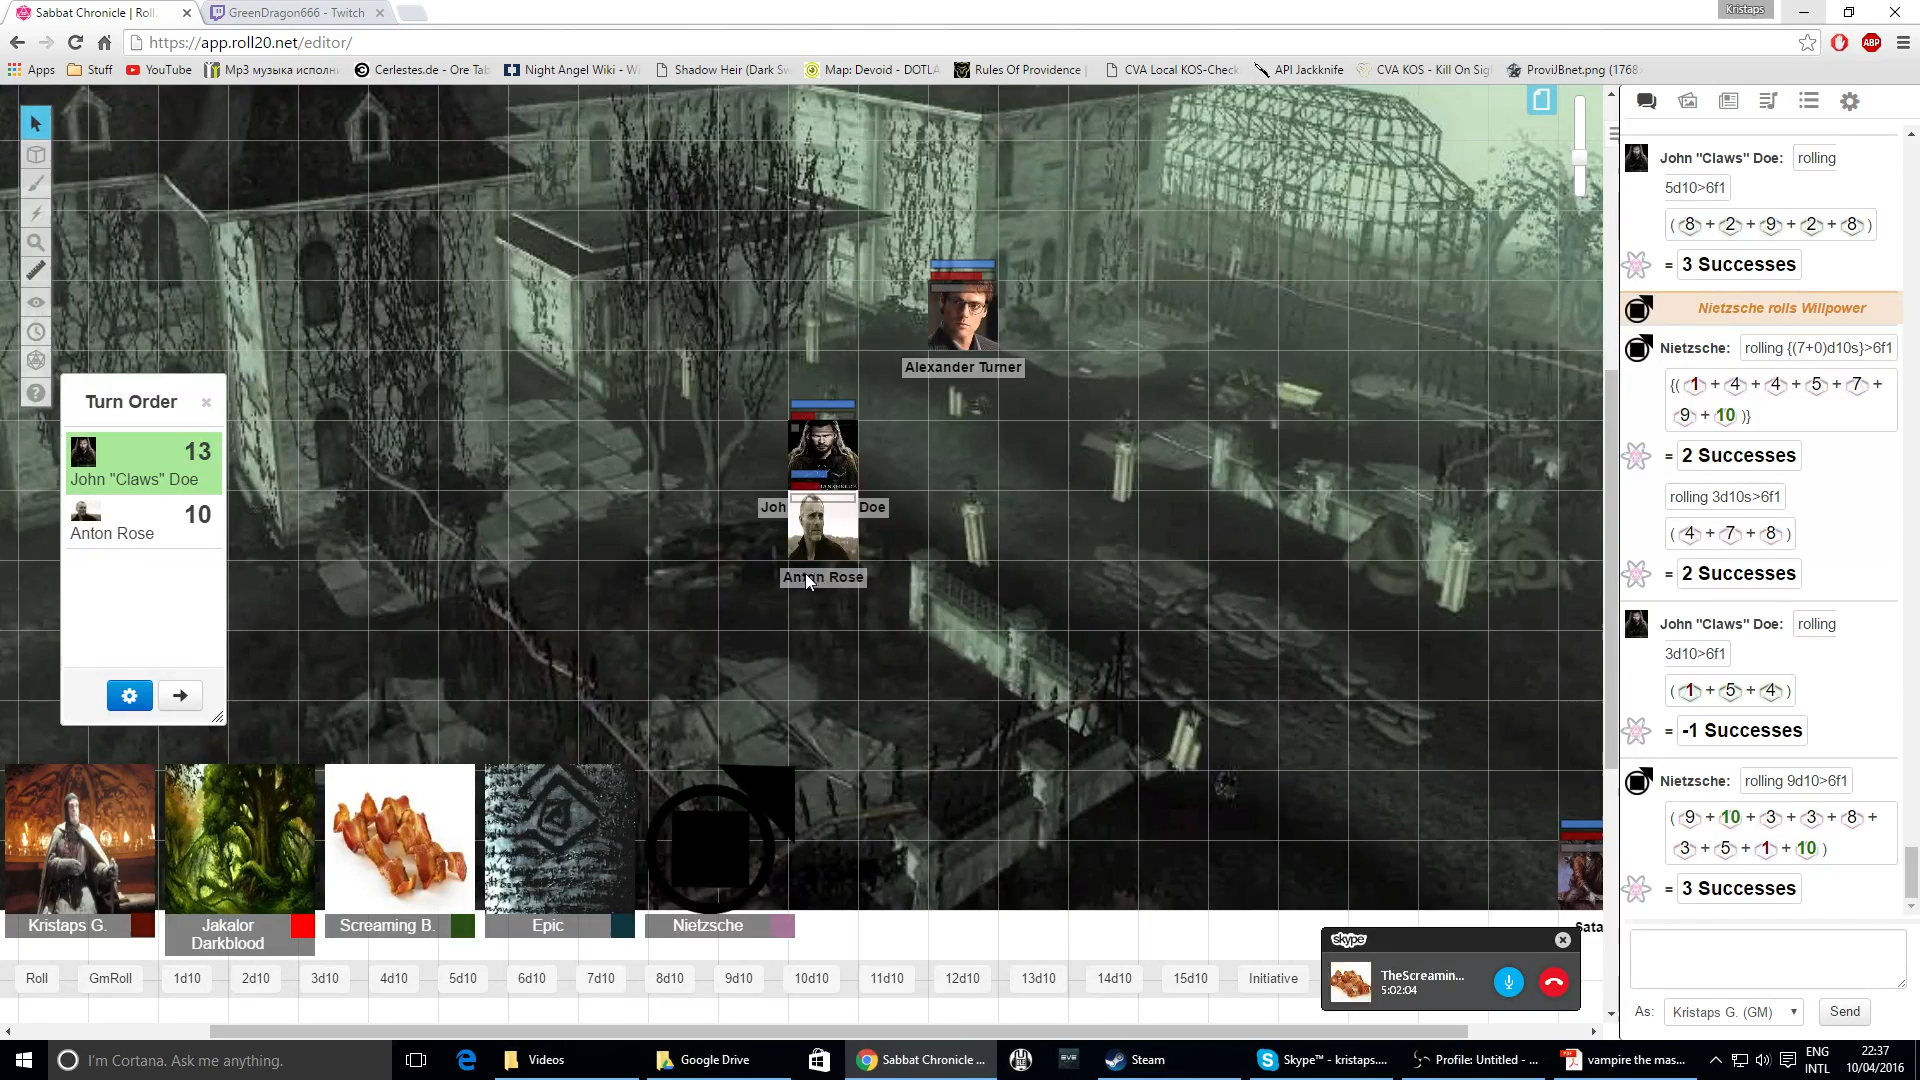 Sabbat Chronicle | Roll2
GreenDragon666 - Twitch
Kristaps
https://app.roll20.net/editor/
Apps
Stuff
YouTube
Mp3 музыка исполни
Cerlestes.de - Ore Tab
Night Angel Wiki - Wi
Shadow Heir (Dark Sw
Map: Devoid - DOTLA
Rules Of Providence
CVA Local KOS-Check
API Jackknife
CVA KOS - Kill On Sig
ProviJBnet.png (1768
ABP
Turn Order
13
John "Claws" Doe
10
Anton Rose
Alexander Turner
Joh Doe
Anton Rose
John "Claws" Doe: rolling
5d10>6f1
(8+2+9+2+8)
= 3 Successes
Nietzsche rolls Willpower
Nietzsche: rolling {(7+0)d10s}>6f1
{(1+4+4+5+7+
9+10)}
= 2 Successes
rolling 3d10s>6f1
(4+7+8)
= 2 Successes
John "Claws" Doe: rolling
3d10>6f1
(1+5+4)
= -1 Successes
Nietzsche: rolling 9d10>6f1
(9+10+3+3+8+
3+5+1+10)
= 3 Successes
As: Kristaps G. (GM) Send
Kristaps G.
Jakalor
Darkblood
Screaming B.
Epic
Nietzsche
Sata
Roll GmRoll 1d10 2d10 3d10 4d10 5d10 6d10 7d10 8d10 9d10 10d10 11d10 12d10 13d10 14d10 15d10 Initiative
skype
TheScreamin...
5:02:04
I'm Cortana. Ask me anything.
Videos
Google Drive
Sabbat Chronicle ...
EVE
Steam
Skype™ - kristaps....
Profile: Untitled - ...
vampire the mas...
ENG
INTL
22:37
10/04/2016